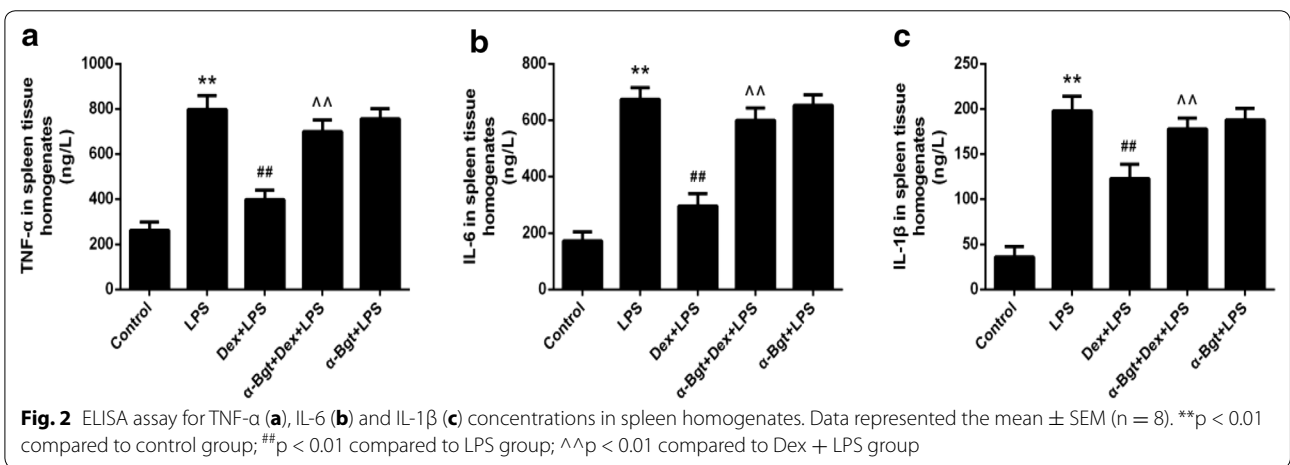 a
TNF-α in spleen tissue
homogenates
(ng/L)
1000
800
600
400
200
0
**
##
^^
Control
LPS
Dex+LPS
α-Bgt+Dex+LPS
α-Bgt+LPS
b
IL-6 in spleen tissue
homogenates
(ng/L)
800
600
400
200
0
**
##
^^
Control
LPS
Dex+LPS
α-Bgt+Dex+LPS
α-Bgt+LPS
c
IL-1β in spleen tissue
homogenates
(ng/L)
250
200
150
100
50
0
**
##
^^
Control
LPS
Dex+LPS
α-Bgt+Dex+LPS
α-Bgt+LPS
Fig. 2 ELISA assay for TNF-α (a), IL-6 (b) and IL-1β (c) concentrations in spleen homogenates. Data represented the mean ± SEM (n = 8). **p < 0.01
compared to control group; ##p < 0.01 compared to LPS group; ^^p < 0.01 compared to Dex + LPS group